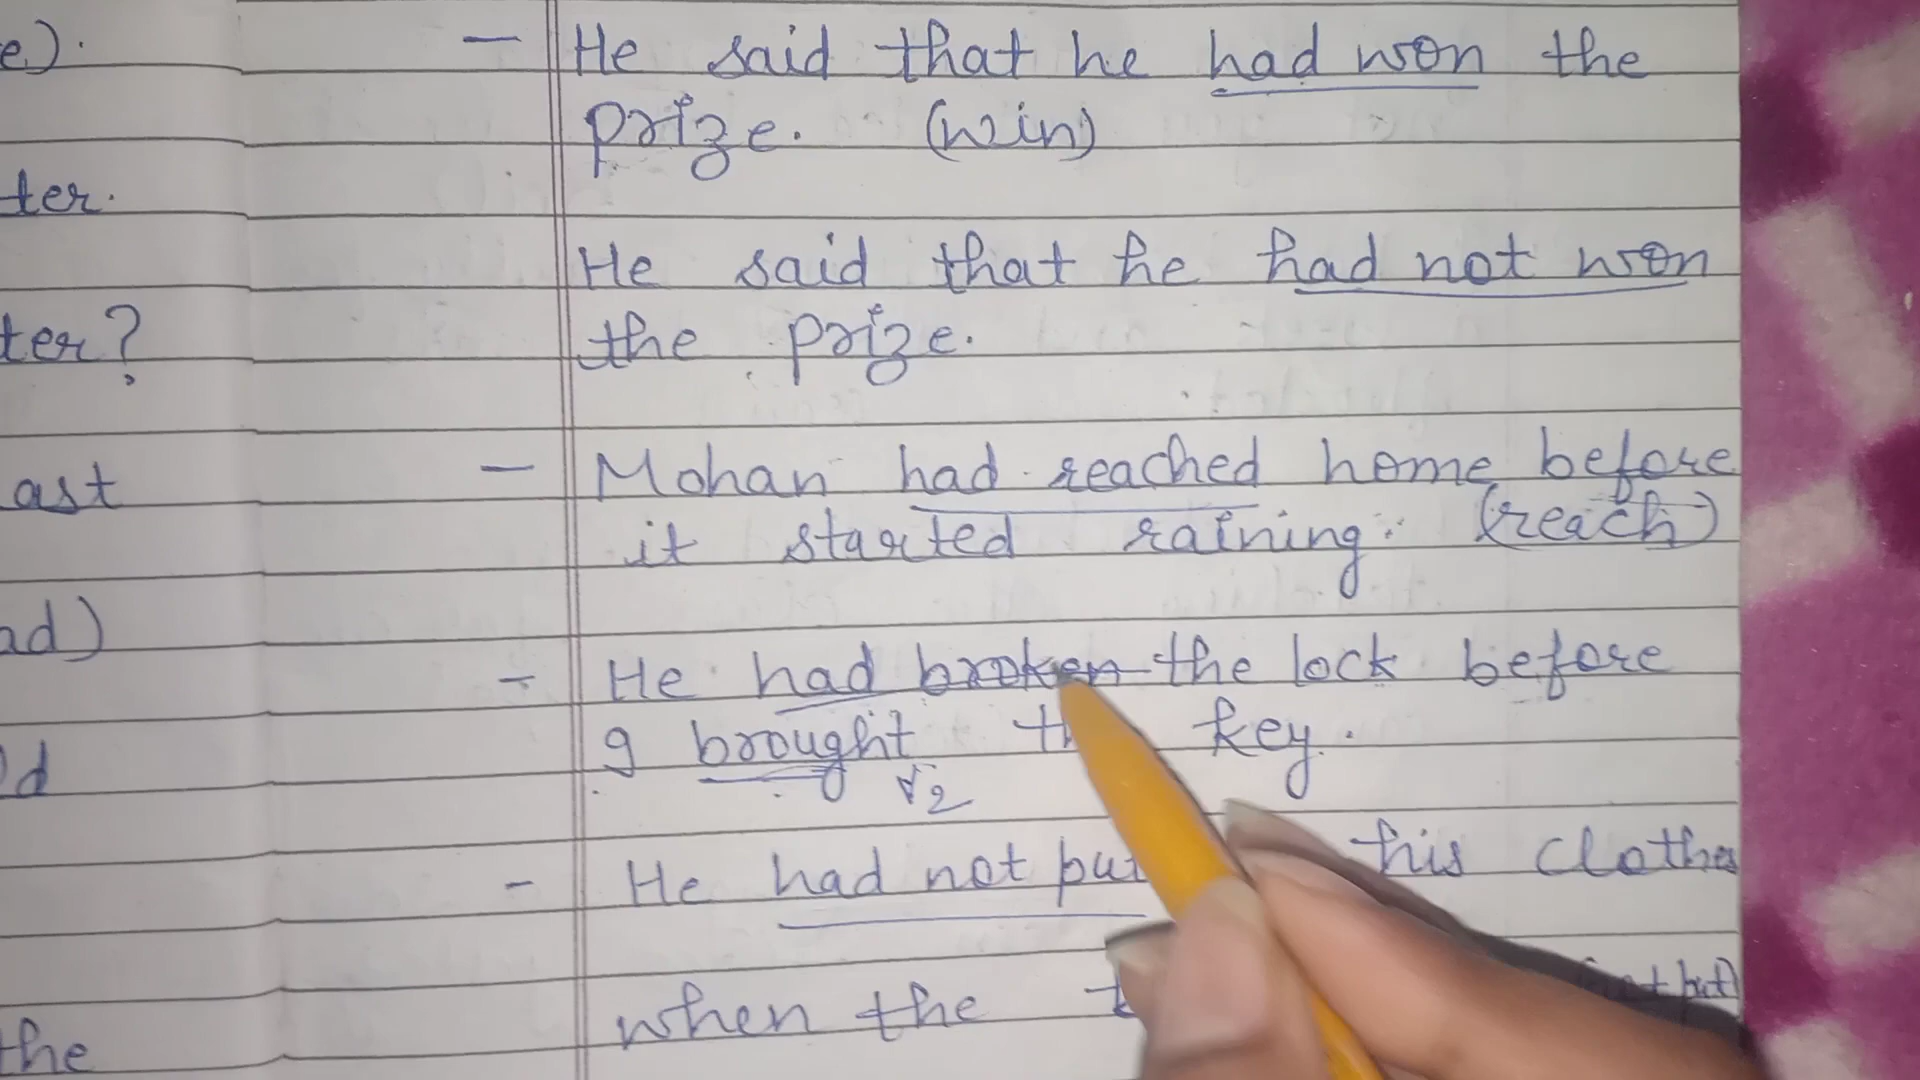 e).
— He said that he had won the
prize. (win)
ter.
He said that he had not won
ter?
the prize.
ast
— Mohan had reached home before
it started raining. (reach)
ad)
- He had broken the lock before
I brought key.
d
V2
- He had not put his clothes
when the
the